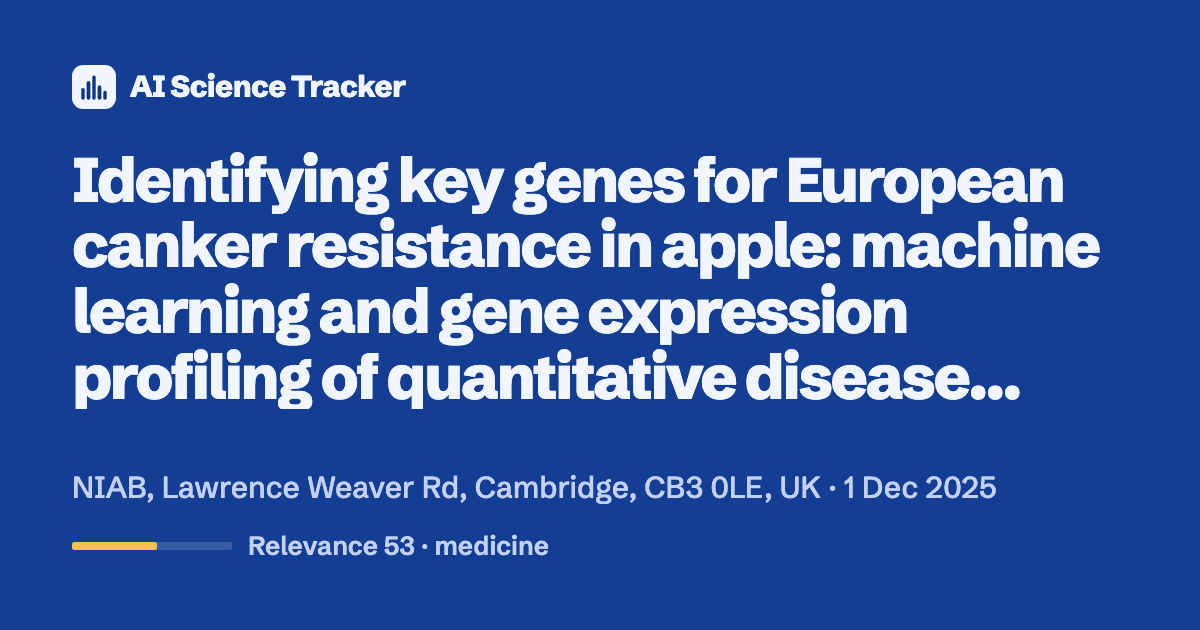 AI Science Tracker
Identifying key genes for European
canker resistance in apple: machine
learning and gene expression
profiling of quantitative disease...
NIAB, Lawrence Weaver Rd, Cambridge, CB3 0LE, UK · 1 Dec 2025
Relevance 53 · medicine